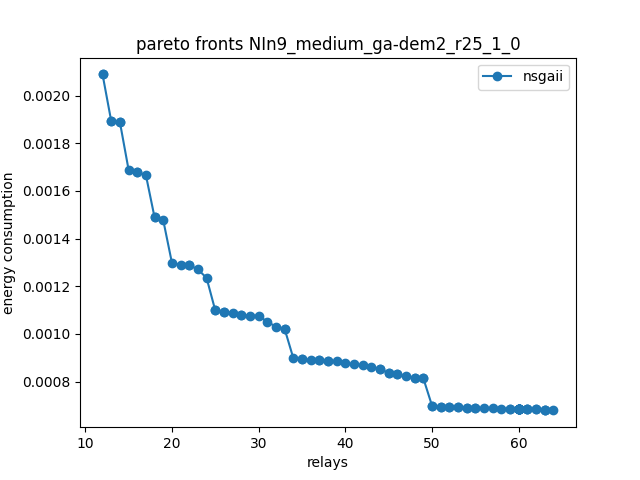 pareto fronts NIn9_medium_ga-dem2_r25_1_0
nsgaii
0.0020
0.0018
0.0016
0.0014
0.0012
0.0010
0.0008
energy consumption
10 20 30 40 50 60
relays